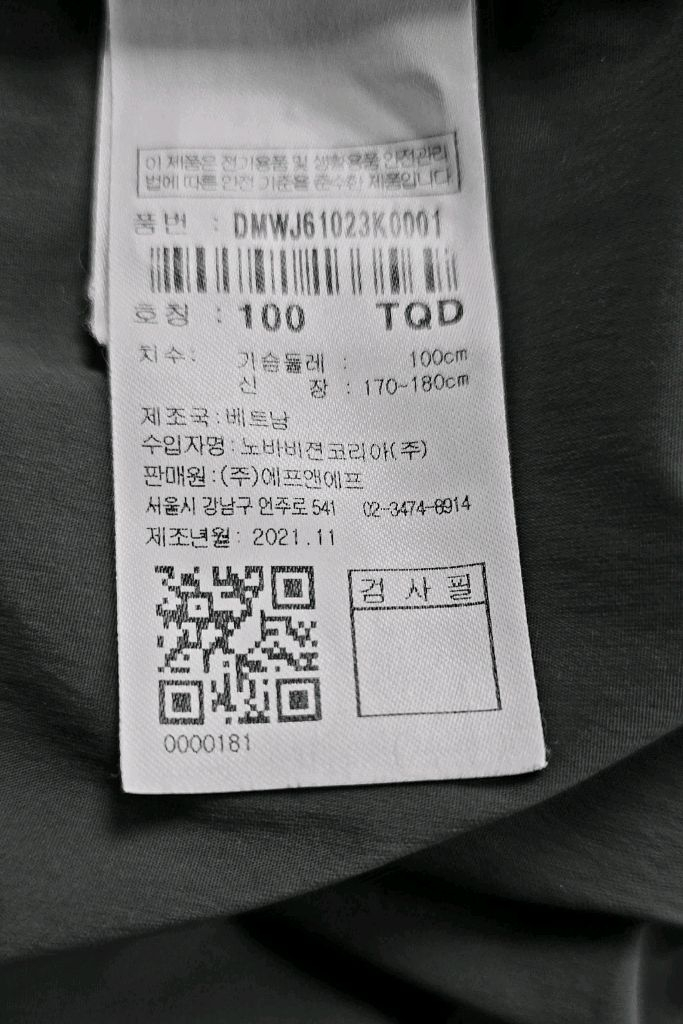 이 제품은 전기용품 및 생활용품 안전관리
법에 따른 안전 기준을 준수한 제품입니다
품번 : DMWJ61023K0001
호칭 : 100 TQD
치수: 가슴둘레 : 100cm
신 장 : 170~180cm
제조국:베트남
수입자명:노바비젼코리아(주)
판매원:(주)에프앤에프
서울시 강남구 언주로 541 02-3474-8914
제조년월: 2021.11
검 사 필
0000181